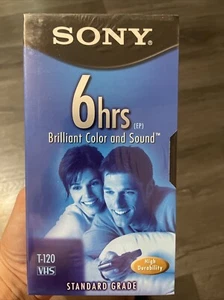 SONY.
6hrs (EP)
Brilliant Color and Sound™
T-120
VHS
High
Durability
STANDARD GRADE